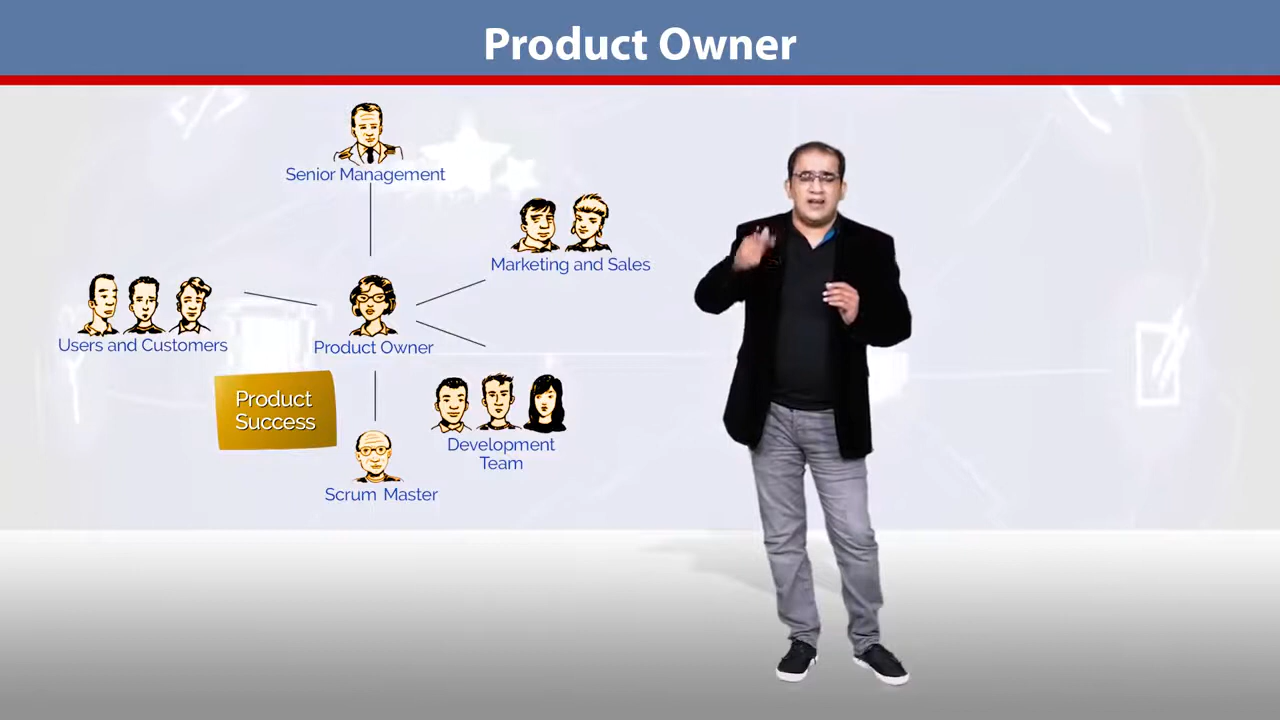 Product Owner
Senior Management
Marketing and Sales
Users and Customers
Product Owner
Product
Success
Development
Team
Scrum Master